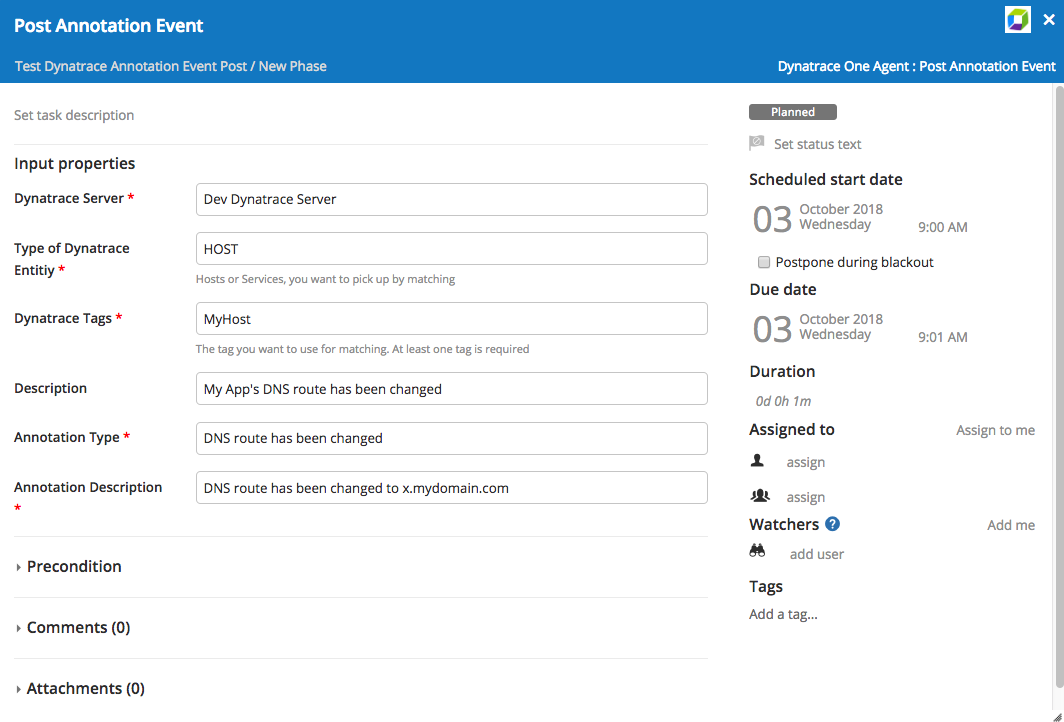 Post Annotation Event
Test Dynatrace Annotation Event Post / New Phase
Dynatrace One Agent : Post Annotation Event
Set task description
Input properties
Dynatrace Server *
Dev Dynatrace Server
Type of Dynatrace
Entitiy *
HOST
Hosts or Services, you want to pick up by matching
Dynatrace Tags *
MyHost
The tag you want to use for matching. At least one tag is required
Description
My App's DNS route has been changed
Annotation Type *
DNS route has been changed
Annotation Description
*
DNS route has been changed to x.mydomain.com
Precondition
Comments (0)
Attachments (0)
Planned
Set status text
Scheduled start date
03
October 2018
Wednesday
9:00 AM
Postpone during blackout
Due date
03
October 2018
Wednesday
9:01 AM
Duration
0d 0h 1m
Assigned to
Assign to me
assign
assign
Watchers ?
Add me
add user
Tags
Add a tag...